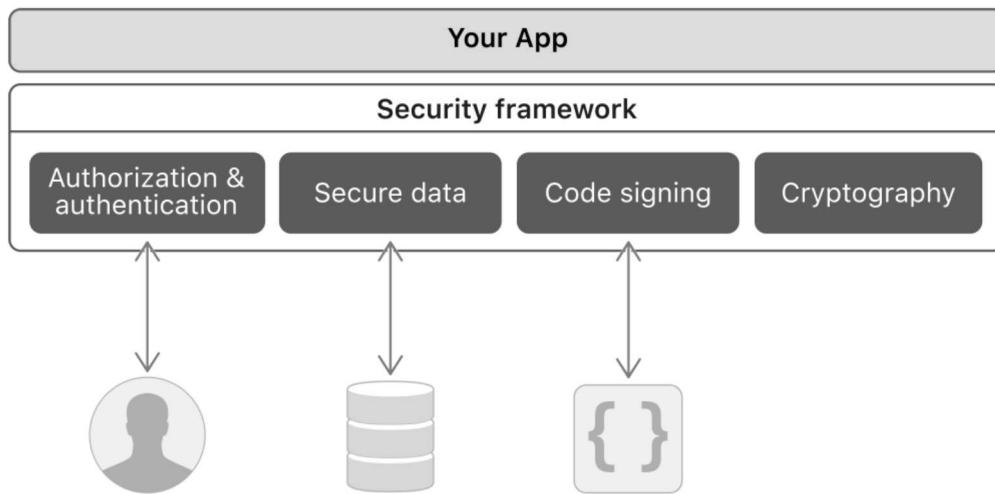 Your App
Security framework
Authorization &
authentication
Secure data
Code signing
Cryptography
{ }